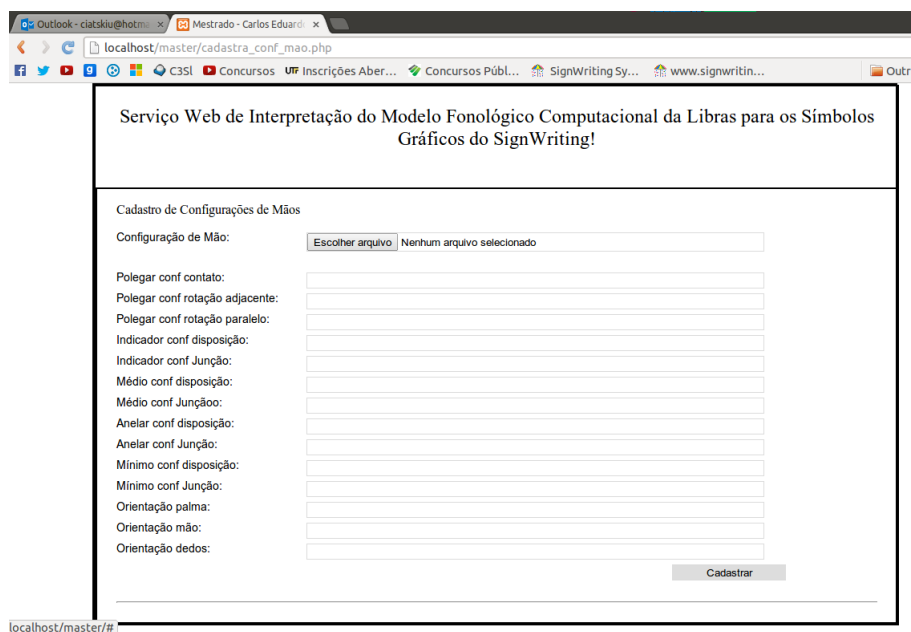 Outlook - ciatskiu@hotm
Mestrado - Carlos Eduard
localhost/master/cadastra_conf_mao.php
C3Sl Concursos UTF Inscrições Aber... Concursos Públ... SignWriting Sy... www.signwritin... Outr
Serviço Web de Interpretação do Modelo Fonológico Computacional da Libras para os Símbolos
Gráficos do SignWriting!
Cadastro de Configurações de Mãos
Configuração de Mão: Escolher arquivo Nenhum arquivo selecionado
Polegar conf contato:
Polegar conf rotação adjacente:
Polegar conf rotação paralelo:
Indicador conf disposição:
Indicador conf Junção:
Médio conf disposição:
Médio conf Junçãoo:
Anelar conf disposição:
Anelar conf Junção:
Mínimo conf disposição:
Mínimo conf Junção:
Orientação palma:
Orientação mão:
Orientação dedos:
Cadastrar
localhost/master/#